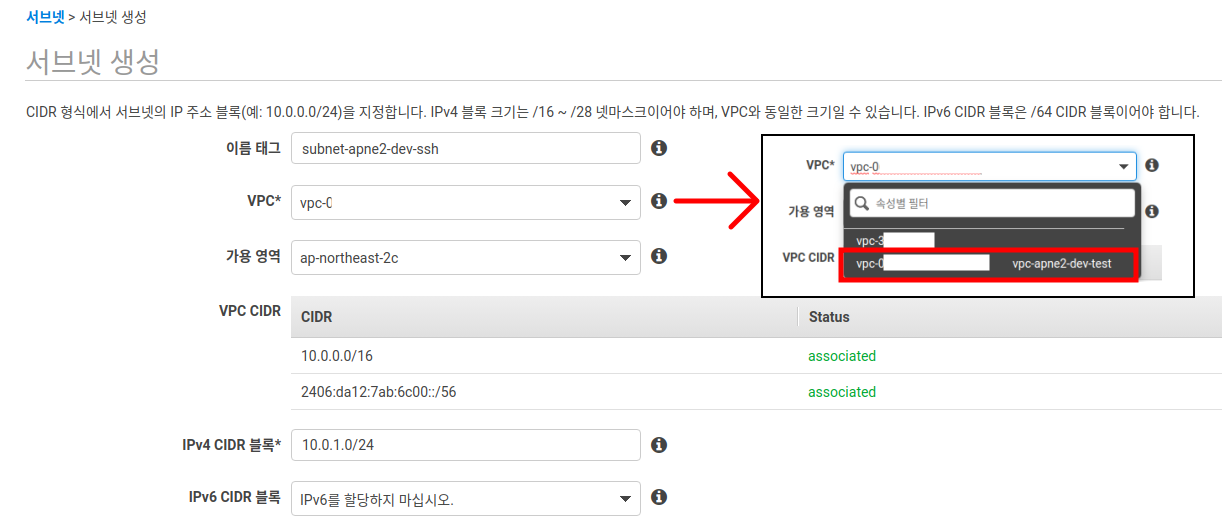 서브넷 > 서브넷 생성
서브넷 생성
CIDR 형식에서 서브넷의 IP 주소 블록(예: 10.0.0.0/24)을 지정합니다. IPv4 블록 크기는 /16 ~ /28 넷마스크이어야 하며, VPC와 동일한 크기일 수 있습니다. IPv6 CIDR 블록은 /64 CIDR 블록이어야 합니다.
이름 태그 subnet-apne2-dev-ssh
VPC* vpc-0
가용 영역 ap-northeast-2c
VPC* vpc-0
가용 영역 속성별 필터
vpc-3
VPC CIDR vpc-0 vpc-apne2-dev-test
VPC CIDR CIDR Status
10.0.0.0/16 associated
2406:da12:7ab:6c00::/56 associated
IPv4 CIDR 블록* 10.0.1.0/24
IPv6 CIDR 블록 IPv6를 할당하지 마십시오.